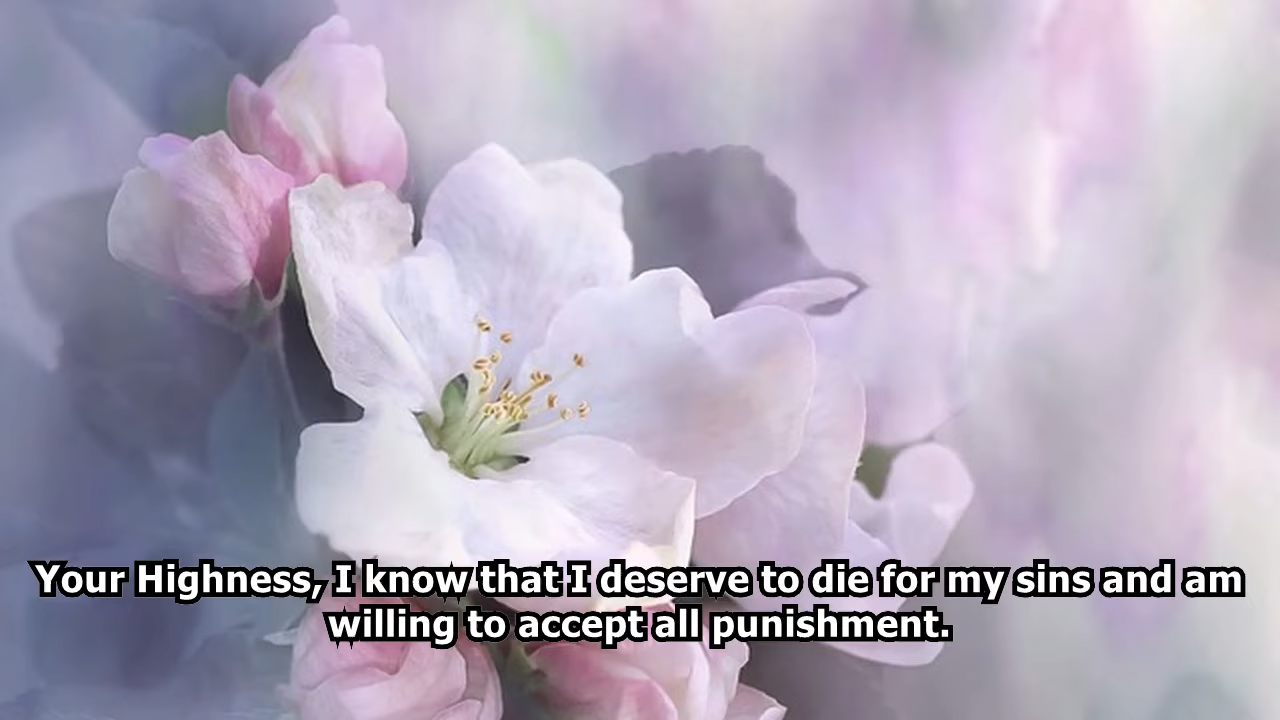 Your Highness, I know that I deserve to die for my sins and am
willing to accept all punishment.